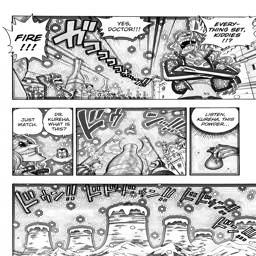 EVERY-
THING SET,
KIDDIES
!!?
YES,
DOCTOR!!!
FIRE
!!!
LISTEN,
KUREHA. THIS
POWDER...
DR.
KUREHA,
WHAT IS
THIS?
JUST
WATCH.